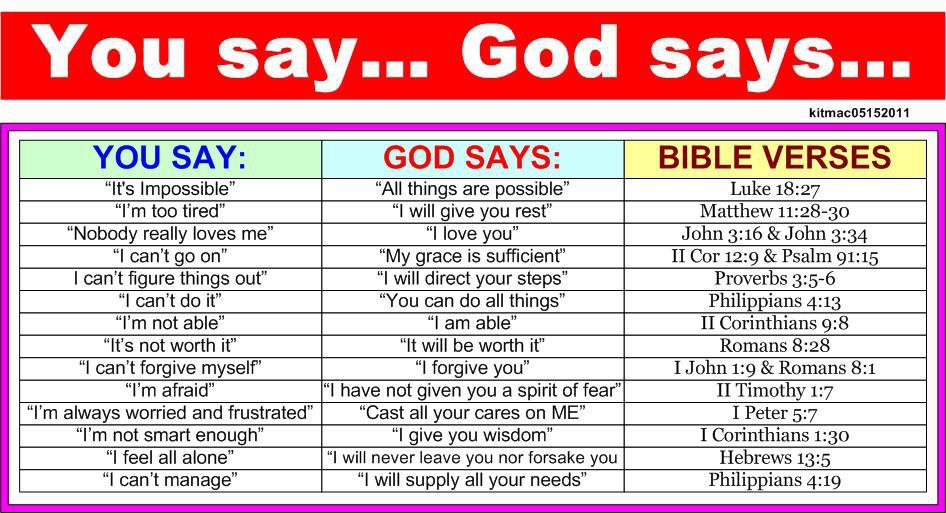 You say... God says...
kitmac05152011
YOU SAY: GOD SAYS: BIBLE VERSES
“It's Impossible” “All things are possible” Luke 18:27
“I’m too tired” “I will give you rest” Matthew 11:28-30
“Nobody really loves me” “I love you” John 3:16 & John 3:34
“I can’t go on” “My grace is sufficient” II Cor 12:9 & Psalm 91:15
I can’t figure things out” “I will direct your steps” Proverbs 3:5-6
“I can’t do it” “You can do all things” Philippians 4:13
“I’m not able” “I am able” II Corinthians 9:8
“It’s not worth it” “It will be worth it” Romans 8:28
“I can’t forgive myself” “I forgive you” I John 1:9 & Romans 8:1
“I’m afraid” “I have not given you a spirit of fear” II Timothy 1:7
“I’m always worried and frustrated” “Cast all your cares on ME” I Peter 5:7
“I’m not smart enough” “I give you wisdom” I Corinthians 1:30
“I feel all alone” “I will never leave you nor forsake you Hebrews 13:5
“I can’t manage” “I will supply all your needs” Philippians 4:19